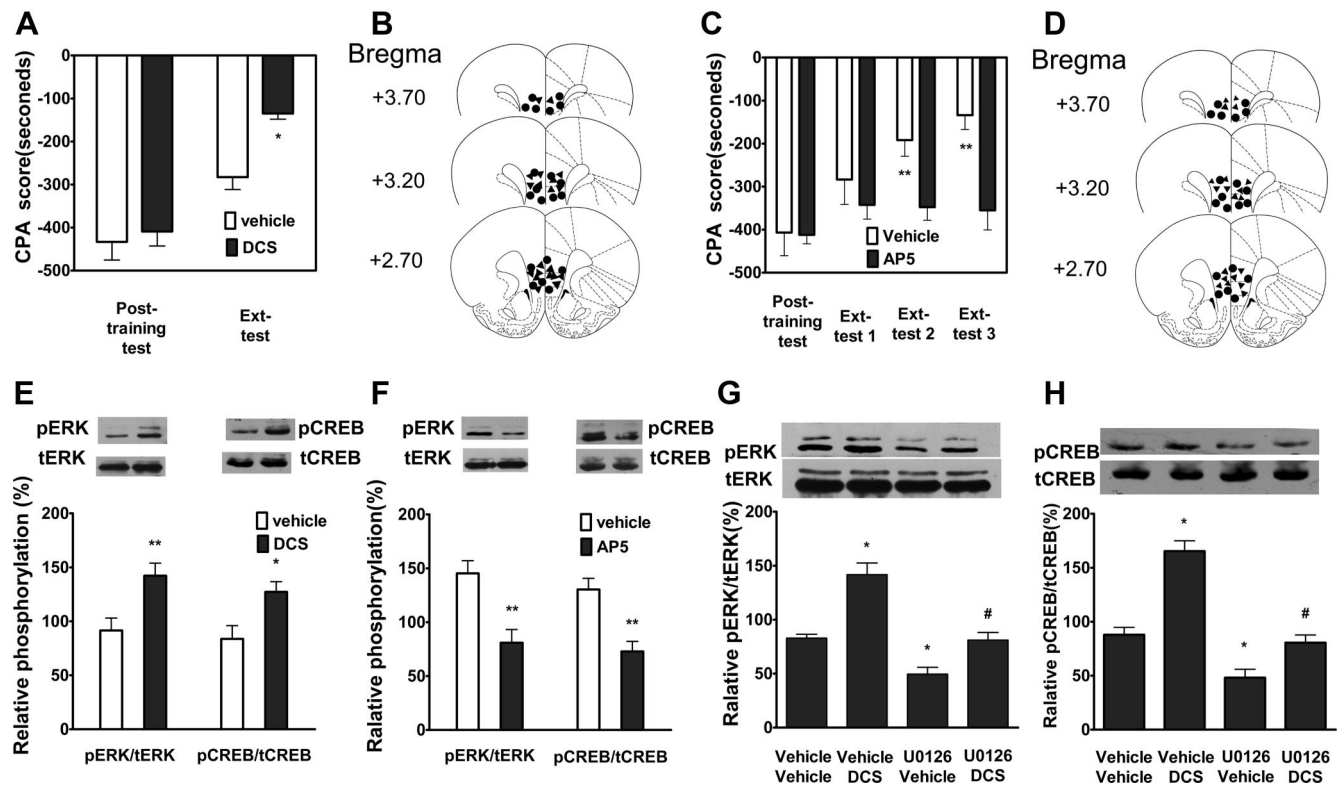 A
0
-100
-200
-300
-400
-500
CPA score(seconeds)
vehicle
DCS
*
Post-
training
test
Ext-
test
B
Bregma
+3.70
+3.20
+2.70
C
0
-100
-200
-300
-400
-500
CPA score(seconeds)
**
**
Vehicle
AP5
Post-
training
test
Ext-
test 1
Ext-
test 2
Ext-
test 3
D
Bregma
+3.70
+3.20
+2.70
E
pERK
tERK
pCREB
tCREB
Relative phosphorylation (%)
200
150
100
50
0
vehicle
DCS
**
*
pERK/tERK
pCREB/tCREB
F
pERK
tERK
pCREB
tCREB
Ralative phosphorylation(%)
200
150
100
50
0
vehicle
AP5
**
**
pERK/tERK
pCREB/tCREB
G
pERK
tERK
Ralative pERK/tERK(%)
200
150
100
50
0
*
*
#
Vehicle Vehicle U0126 U0126
Vehicle DCS Vehicle DCS
H
pCREB
tCREB
Ralative pCREB/tCREB(%)
200
150
100
50
0
*
*
#
Vehicle Vehicle U0126 U0126
Vehicle DCS Vehicle DCS